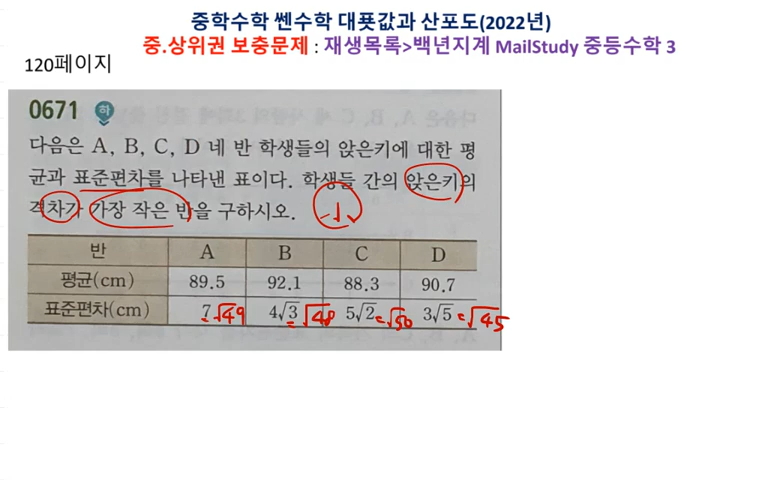 중학수학 쎈수학 대푯값과 산포도(2022년)
중.상위권 보충문제 : 재생목록>백년지계 MailStudy 중등수학 3
120페이지
0671 하
다음은 A, B, C, D 네 반 학생들의 앉은키에 대한 평
균과 표준편차를 나타낸 표이다. 학생들 간의 앉은키의
격차가 가장 작은 반을 구하시오.
반 A B C D
평균(cm) 89.5 92.1 88.3 90.7
표준편차(cm) 7=√49 4√3=√48 5√2=√50 3√5=√45